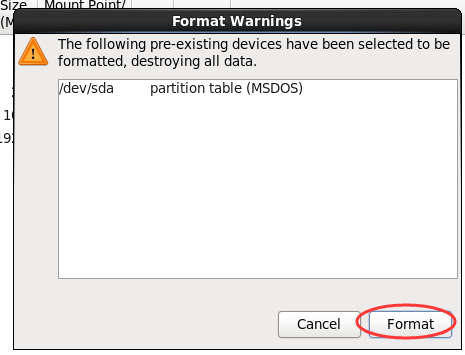 Size
Mount Point/
(M
Format Warnings
The following pre-existing devices have been selected to be
formatted, destroying all data.
/dev/sda partition table (MSDOS)
Cancel Format